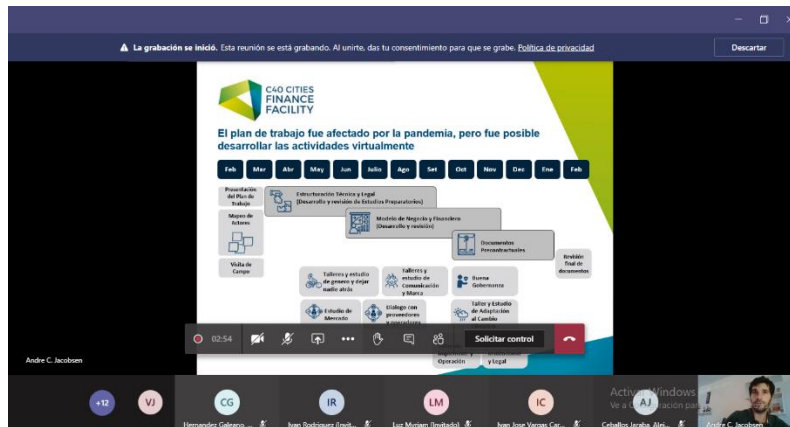 La grabación se inició. Esta reunión se está grabando. Al unirte, das tu consentimiento para que se grabe. Política de privacidad
Descartar
C40 CITIES
FINANCE
FACILITY
El plan de trabajo fue afectado por la pandemia, pero fue posible
desarrollar las actividades virtualmente
Feb Mar Abr May Jun Julio Ago Set Oct Nov Dez Ene Feb
Presentación
del Plan de
Trabajo
Estructuración Técnica y Legal
(Desarrollo y revisión de Estudios Preparatorios)
Mapeo de
Actores
Modelo de Negocio y Financiero
(Desarrollo y revisión)
Documentos
Precontractuales
Visita de
Campo
Revisión
final de
documentos
Talleres y estudio
de genero y dejar
nadie atrás
Talleres y
estudio de
Comunicación
y Marca
Buena
Gobernanza
Estudio de
Mercado
Dialogo con
proveedores
y operadores
Taller y Estudio
de Adaptación
al Cambio
02:54
Solicitar control
Operación
y Legal
Andre C. Jacobsen
+12 VJ CG IR LM IC AJ
Activar Windows
Hernandez Galeano ...
Ivan Rodriguez (Invit...
Luz Myriam (Invitado)
Ivan Jose Vargas Car...
Ceballos Jaraba, Alej...
Andre C. Jacobsen